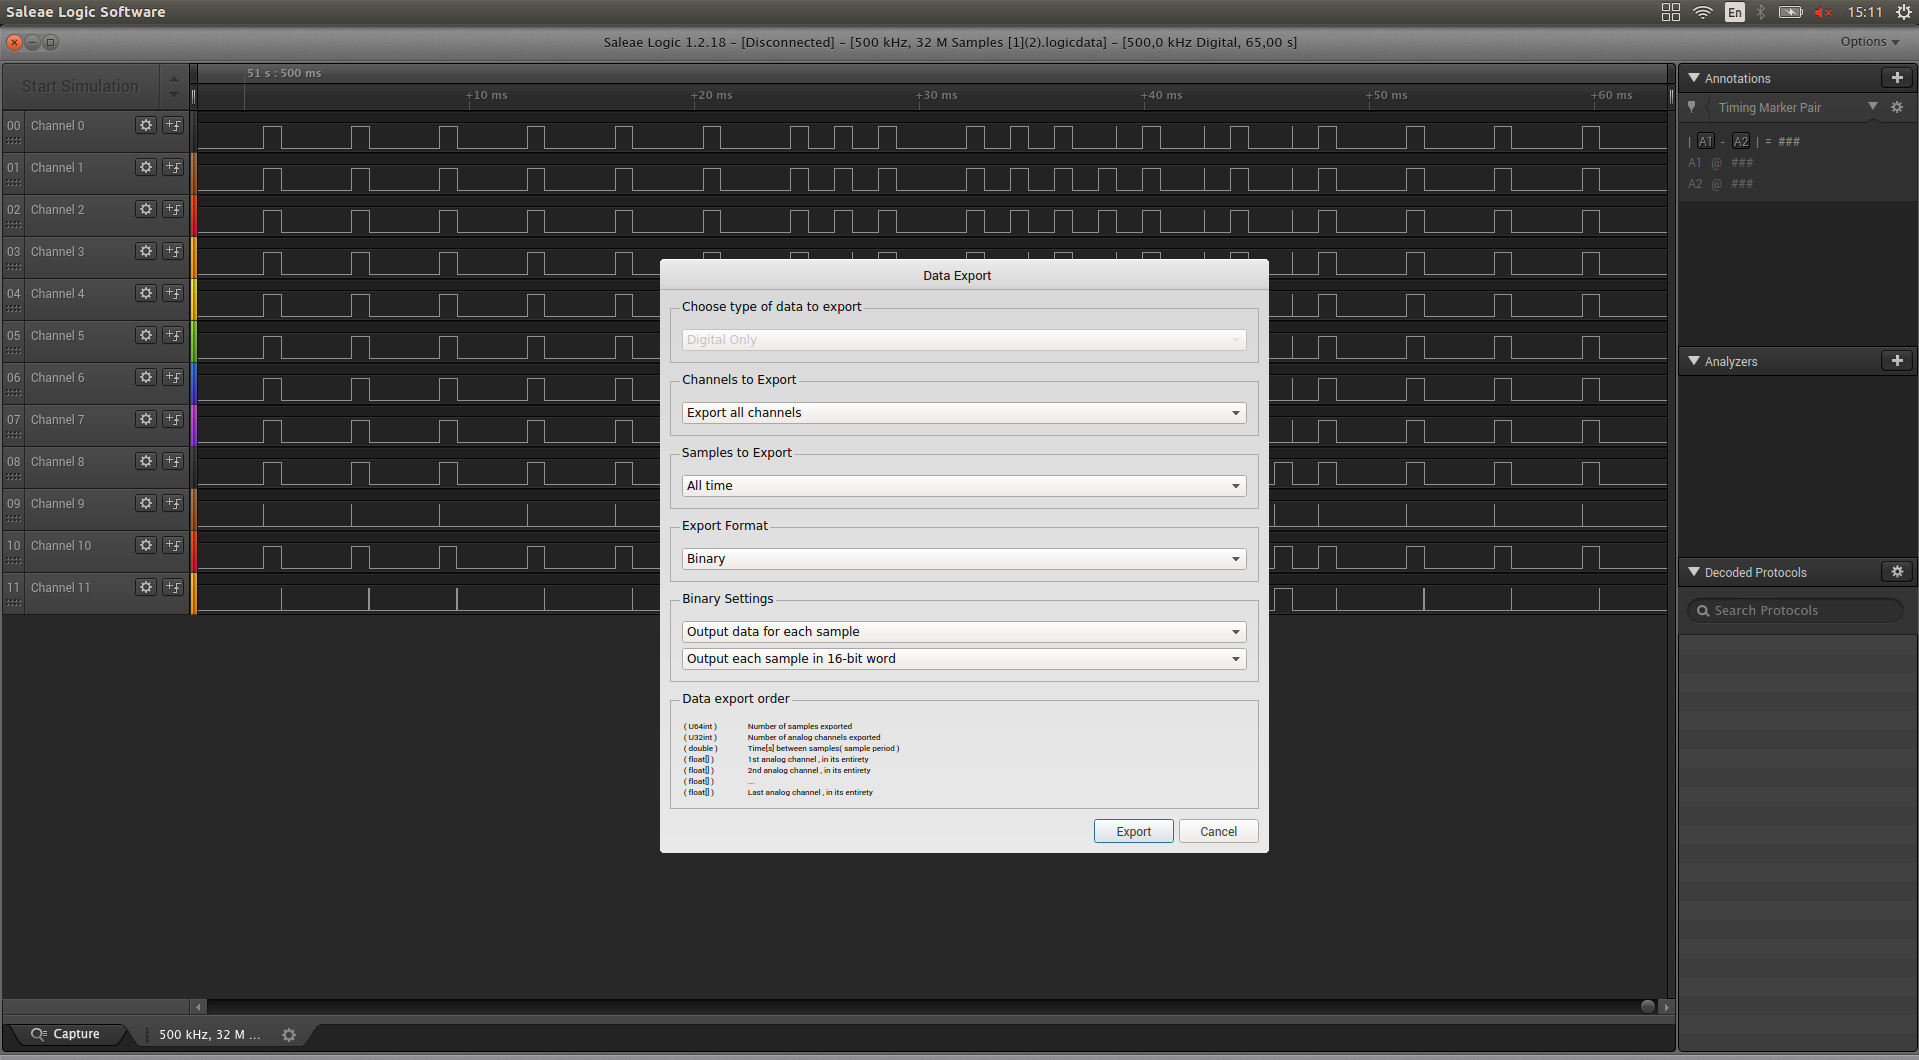 Saleae Logic Software
En
15:11
Saleae Logic 1.2.18 – [Disconnected] – [500 kHz, 32 M Samples [1](2).logicdata] – [500,0 kHz Digital, 65,00 s]
Options
Start Simulation
51 s : 500 ms
+10 ms
+20 ms
+30 ms
+40 ms
+50 ms
+60 ms
00 Channel 0
01 Channel 1
02 Channel 2
03 Channel 3
04 Channel 4
05 Channel 5
06 Channel 6
07 Channel 7
08 Channel 8
09 Channel 9
10 Channel 10
11 Channel 11
Data Export
Choose type of data to export
Digital Only
Channels to Export
Export all channels
Samples to Export
All time
Export Format
Binary
Binary Settings
Output data for each sample
Output each sample in 16-bit word
Data export order
( U64int ) Number of samples exported
( U32int ) Number of analog channels exported
( double ) Time[s] between samples( sample period )
( float[] ) 1st analog channel , in its entirety
( float[] ) 2nd analog channel , in its entirety
( float[] ) ...
( float[] ) Last analog channel , in its entirety
Export
Cancel
Annotations
Timing Marker Pair
| A1 - A2 | = ###
A1 @ ###
A2 @ ###
Analyzers
Decoded Protocols
Search Protocols
Capture
500 kHz, 32 M ...